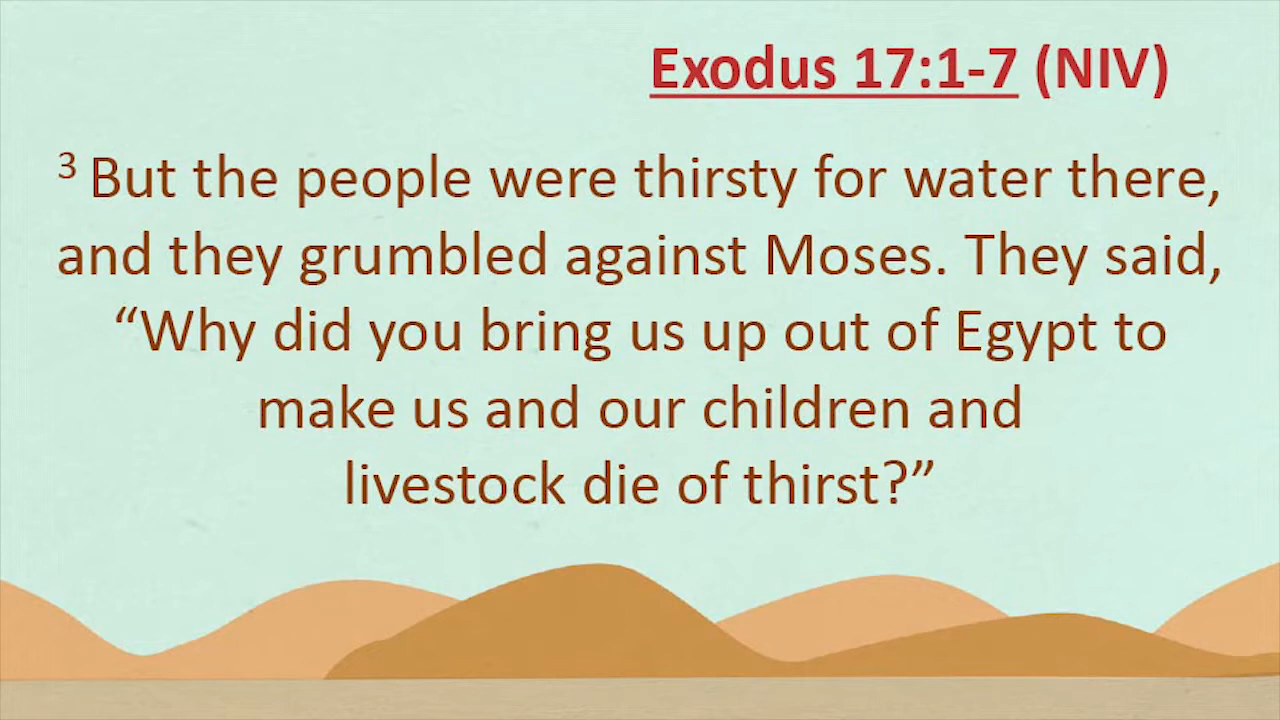 Exodus 17:1-7 (NIV)
3 But the people were thirsty for water there,
and they grumbled against Moses. They said,
“Why did you bring us up out of Egypt to
make us and our children and
livestock die of thirst?”